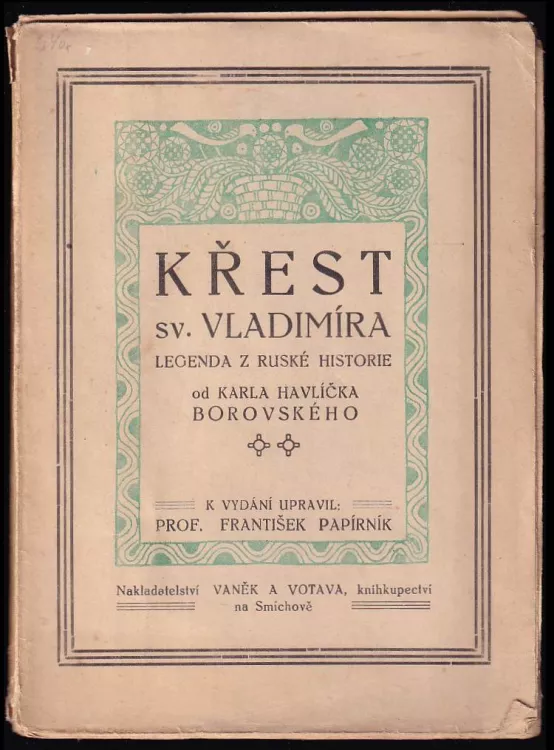 KŘEST
sv. VLADIMÍRA
LEGENDA Z RUSKÉ HISTORIE
od KARLA HAVLÍČKA
BOROVSKÉHO
K VYDÁNÍ UPRAVIL:
PROF. FRANTIŠEK PAPÍRNÍK
Nakladatelství VANĚK A VOTAVA, knihkupectví
na Smíchově